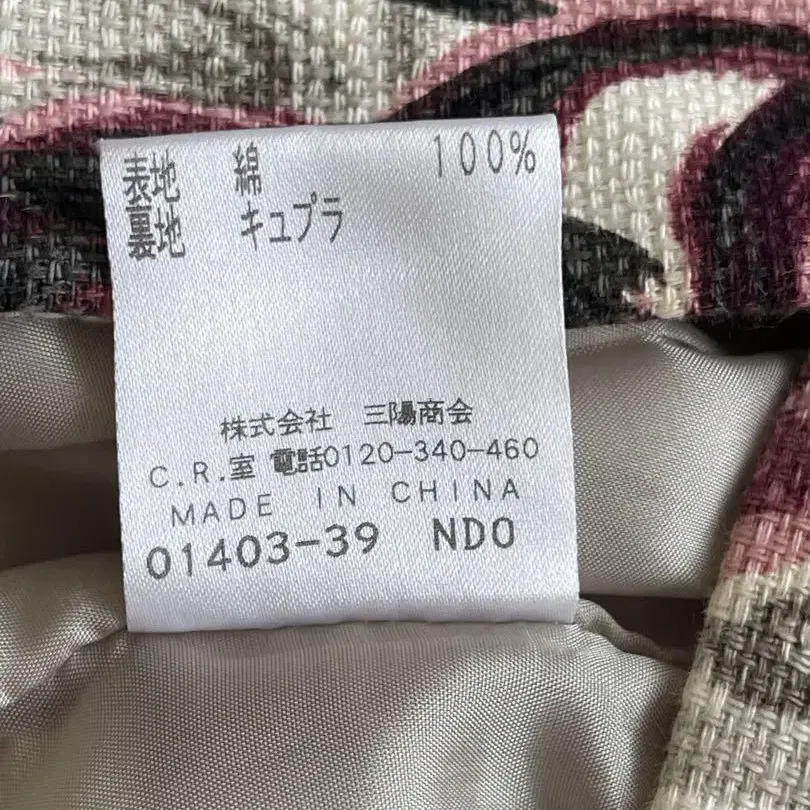 表地 綿 100%
裏地 キュプラ
株式会社 三陽商会
C.R.室 電話0120-340-460
MADE IN CHINA
01403-39 NDO